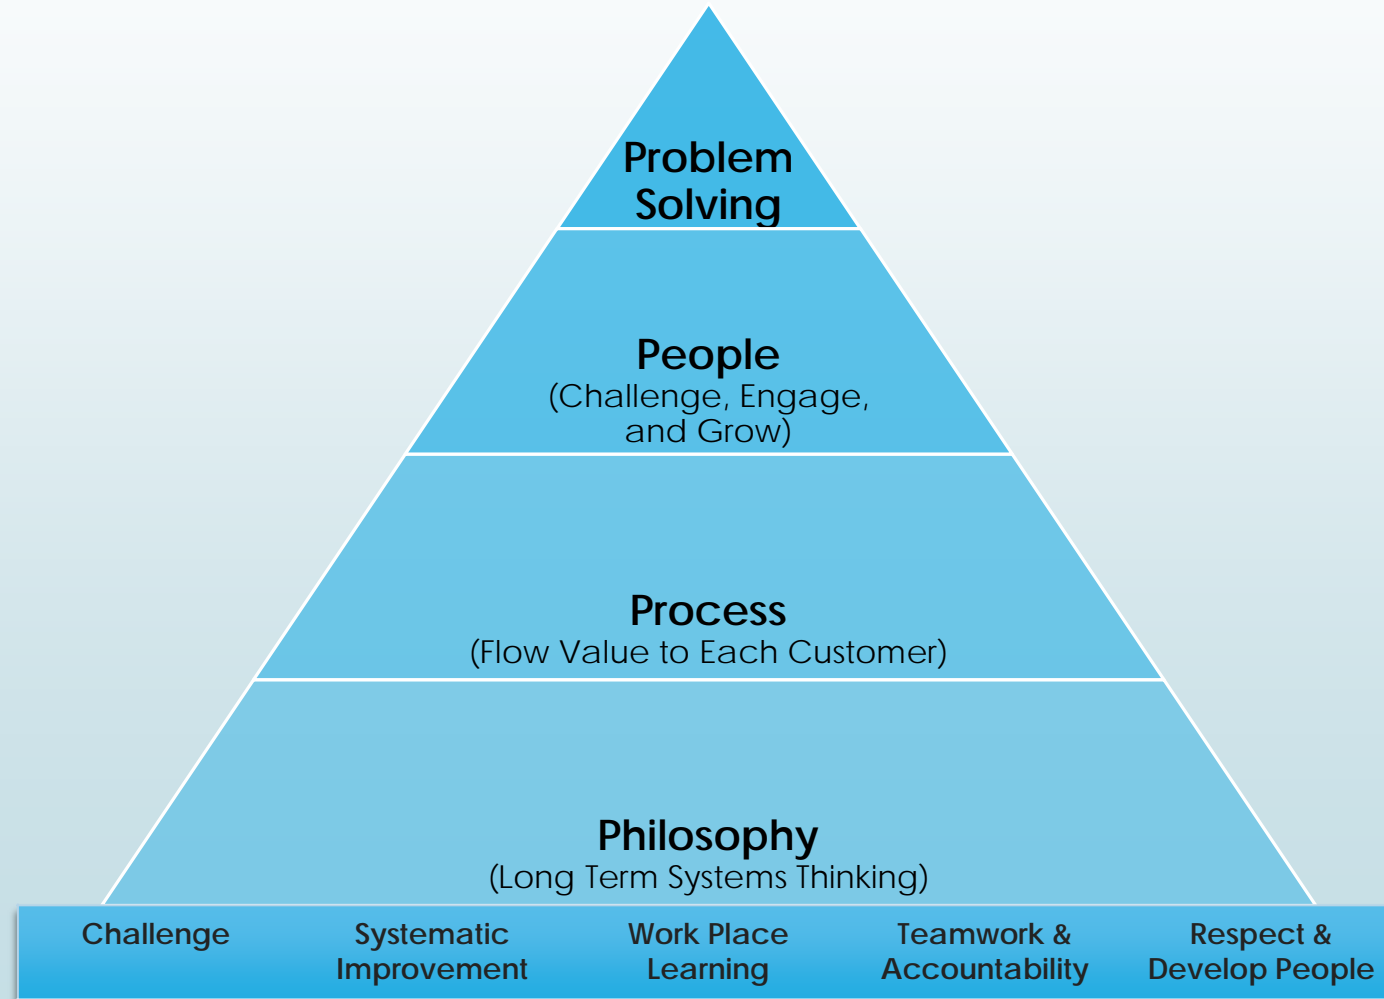 Problem
Solving
People
(Challenge, Engage,
and Grow)
Process
(Flow Value to Each Customer)
Philosophy
(Long Term Systems Thinking)
Challenge
Systematic
Improvement
Work Place
Learning
Teamwork &
Accountability
Respect &
Develop People